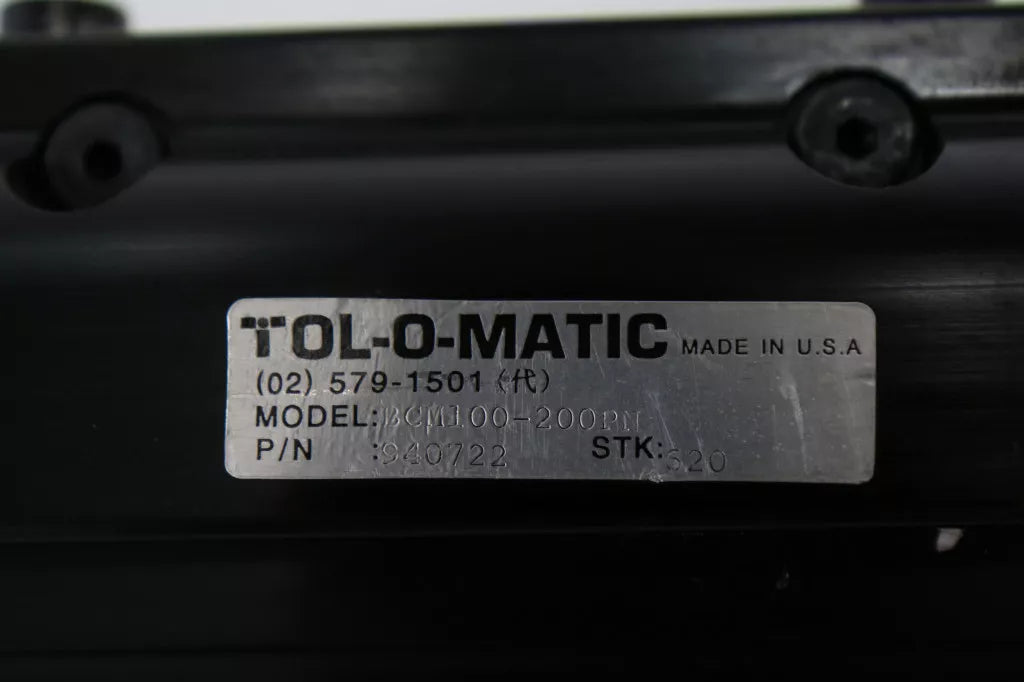 TOL-O-MATIC MADE IN U.S.A
(02) 579-1501 (代)
MODEL:BCM100-200PM
P/N :940722 STK:520